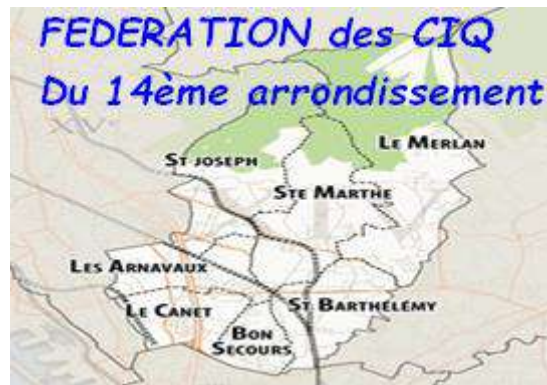 FEDERATION des CIQ
Du 14ème arrondissement
LE MERLAN
ST JOSEPH
STE MARTHE
LES ARNAVAUX
LE CANET
ST BARTHÉLÉMY
BON
SECOURS